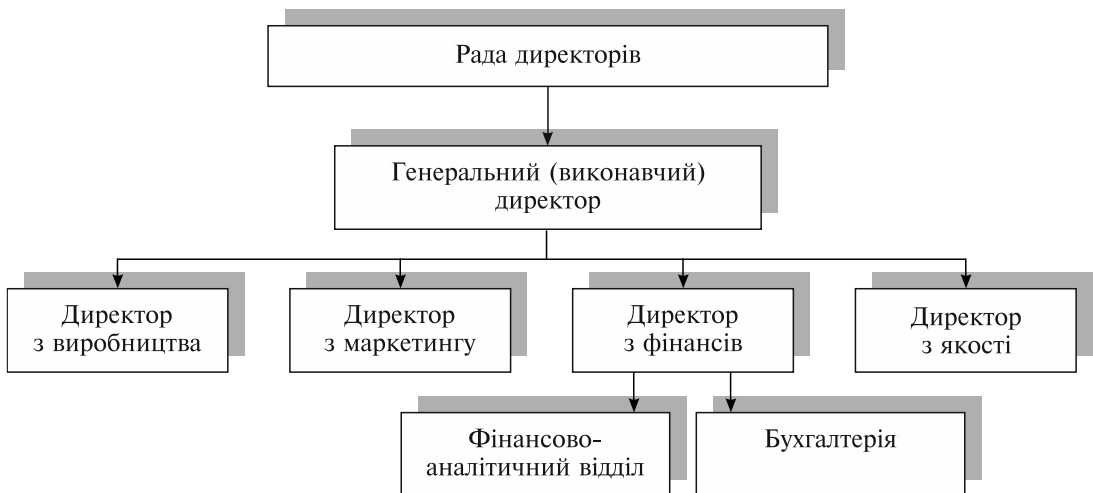 Рада директорів
Генеральний (виконавчий)
директор
Директор
з виробництва
Директор
з маркетингу
Директор
з фінансів
Директор
з якості
Фінансово-
аналітичний відділ
Бухгалтерія